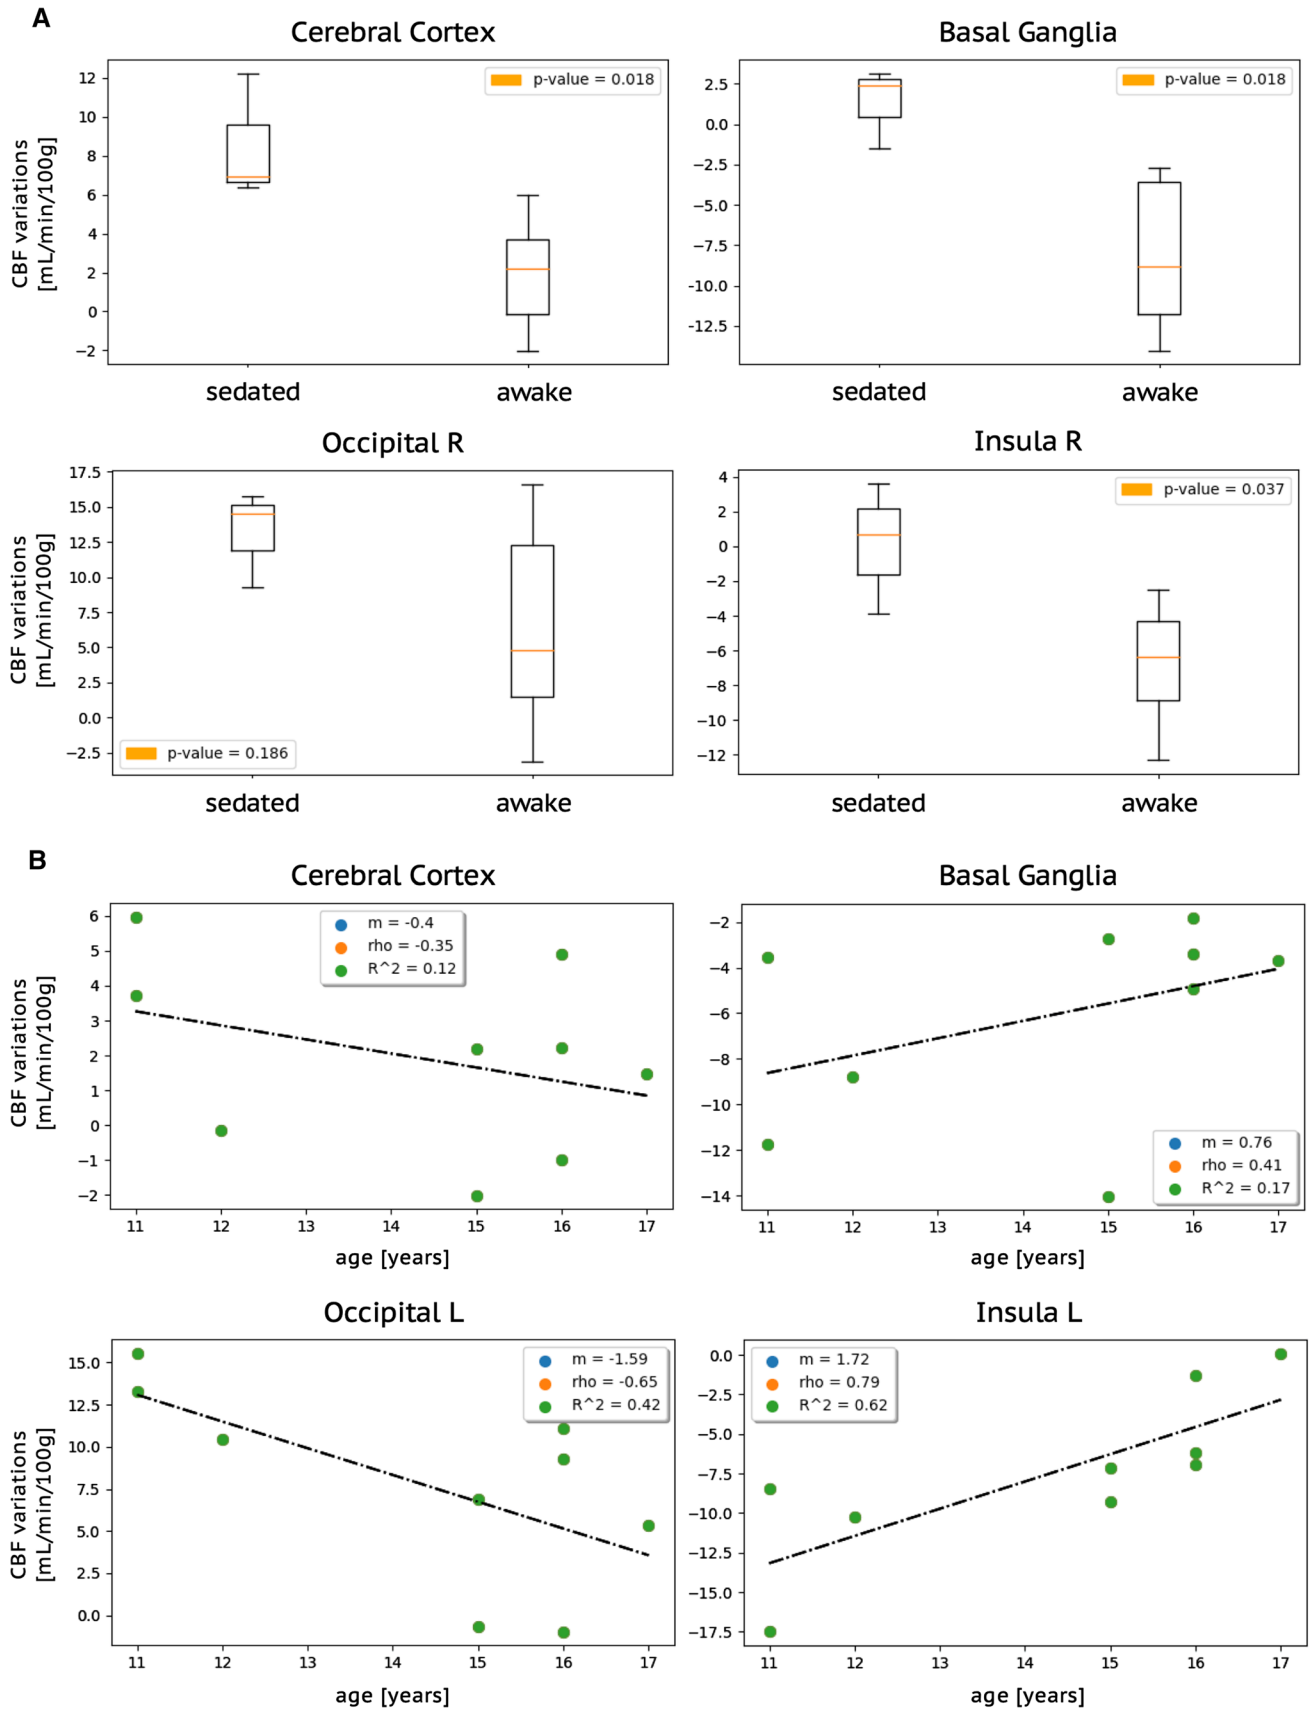 A
Cerebral Cortex
Basal Ganglia
CBF variations
[mL/min/100g]
12
10
8
6
4
2
0
−2
p-value = 0.018
sedated
awake
2.5
0.0
−2.5
−5.0
−7.5
−10.0
−12.5
p-value = 0.018
sedated
awake
Occipital R
Insula R
CBF variations
[mL/min/100g]
17.5
15.0
12.5
10.0
7.5
5.0
2.5
0.0
−2.5
p-value = 0.186
sedated
awake
4
2
0
−2
−4
−6
−8
−10
−12
p-value = 0.037
sedated
awake
B
Cerebral Cortex
Basal Ganglia
CBF variations
[mL/min/100g]
6
5
4
3
2
1
0
−1
−2
m = -0.4
rho = -0.35
R^2 = 0.12
11 12 13 14 15 16 17
age [years]
−2
−4
−6
−8
−10
−12
−14
m = 0.76
rho = 0.41
R^2 = 0.17
11 12 13 14 15 16 17
age [years]
Occipital L
Insula L
CBF variations
[mL/min/100g]
15.0
12.5
10.0
7.5
5.0
2.5
0.0
m = -1.59
rho = -0.65
R^2 = 0.42
11 12 13 14 15 16 17
age [years]
0.0
−2.5
−5.0
−7.5
−10.0
−12.5
−15.0
−17.5
m = 1.72
rho = 0.79
R^2 = 0.62
11 12 13 14 15 16 17
age [years]